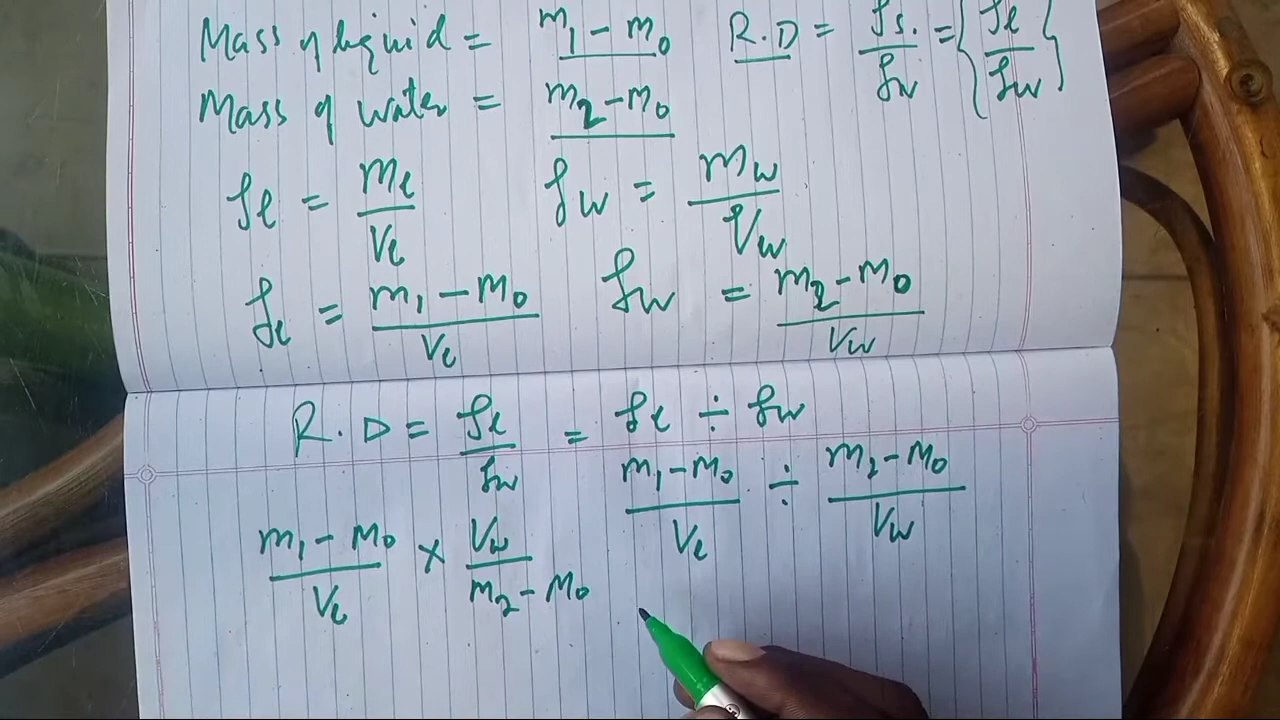 Mass of liquid = m₁ - m₀ R.D = ρs. / ρw = {ρℓ / ρw}
Mass of water = m₂ - m₀
ρℓ = mℓ / Vℓ ρw = mw / Vw
ρℓ = m₁ - m₀ / Vℓ ρw = m₂ - m₀ / Vw
R.D = ρℓ / ρw = ρℓ ÷ ρw
m₁ - m₀ / Vℓ ÷ m₂ - m₀ / Vw
m₁ - m₀ / Vℓ × Vw / m₂ - m₀